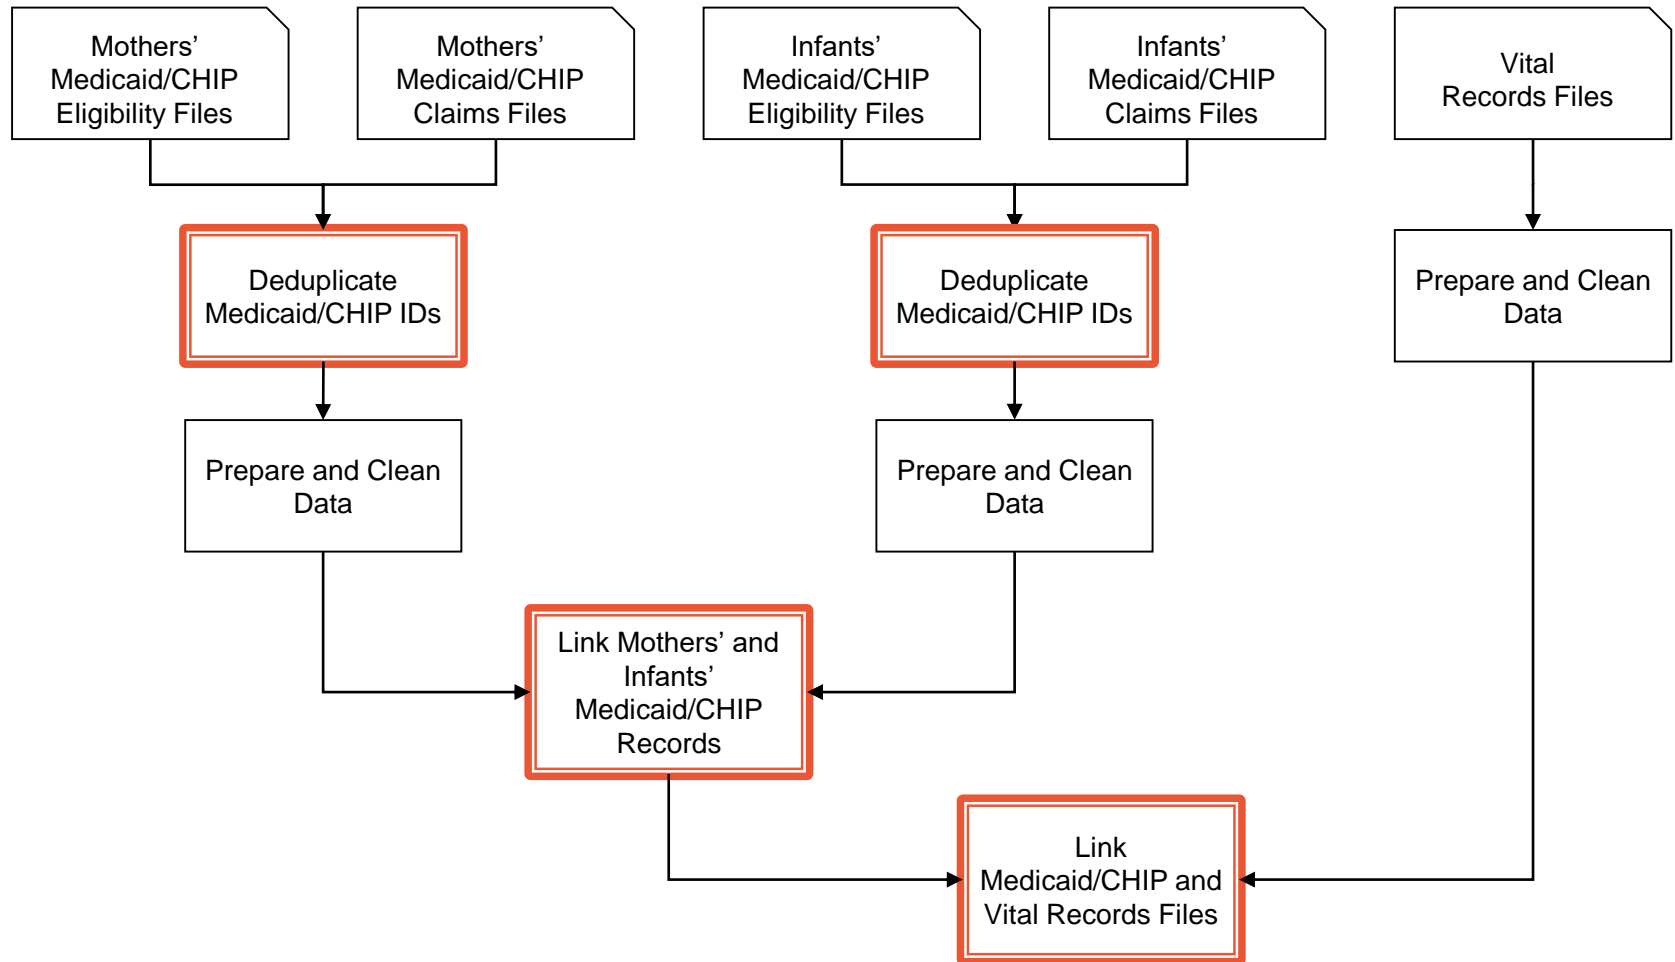 Mothers’
Medicaid/CHIP
Eligibility Files
Mothers’
Medicaid/CHIP
Claims Files
Infants’
Medicaid/CHIP
Eligibility Files
Infants’
Medicaid/CHIP
Claims Files
Vital
Records Files
Deduplicate
Medicaid/CHIP IDs
Deduplicate
Medicaid/CHIP IDs
Prepare and Clean
Data
Prepare and Clean
Data
Prepare and Clean
Data
Link Mothers’ and
Infants’
Medicaid/CHIP
Records
Link
Medicaid/CHIP and
Vital Records Files